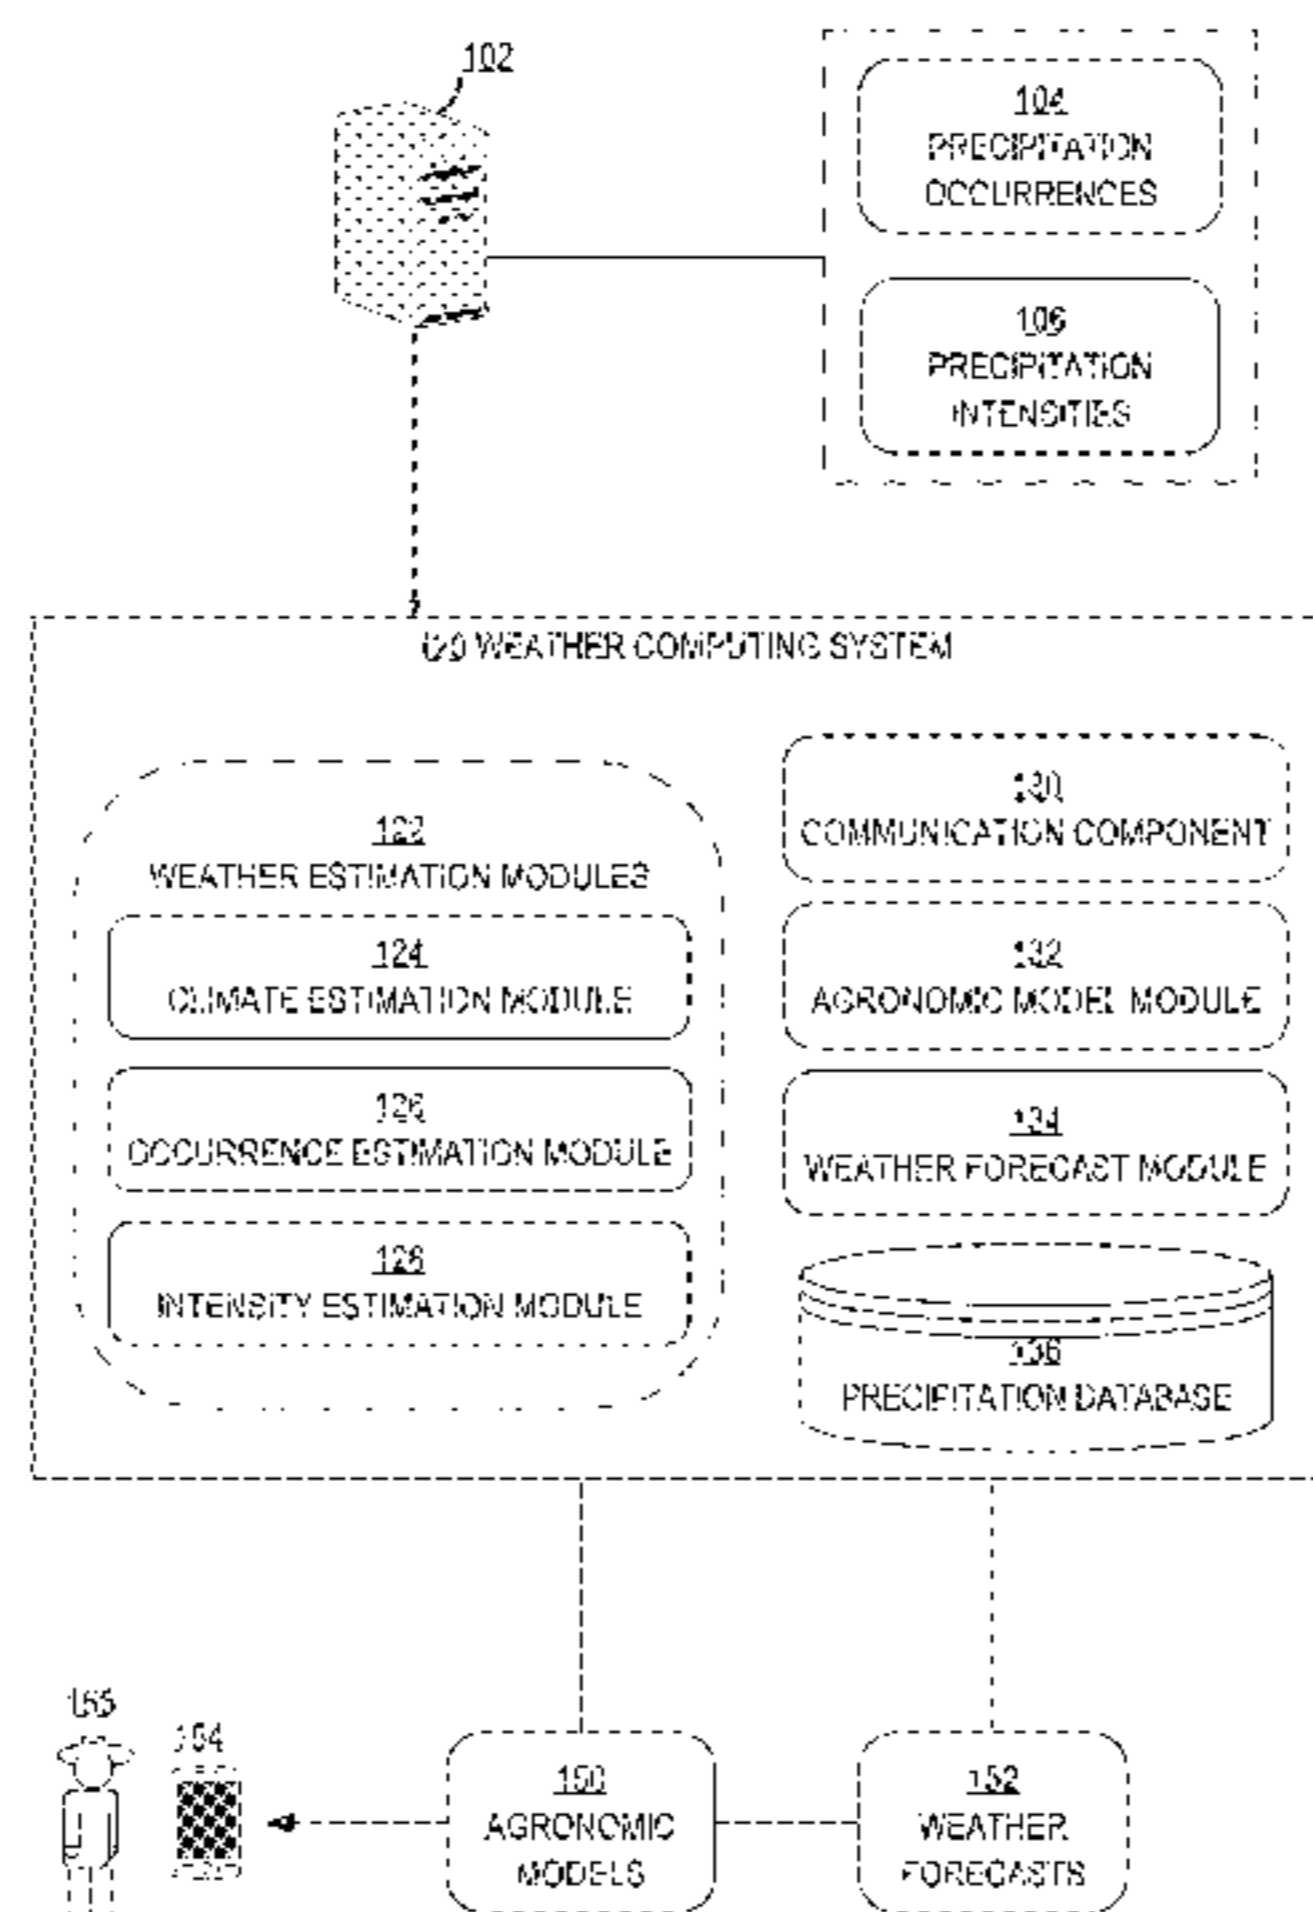 102
104
PRECIPITATION
OCCURRENCES
106
PRECIPITATION
INTENSITIES
WEATHER COMPUTING SYSTEM
122
WEATHER ESTIMATION MODULES
124
CLIMATE ESTIMATION MODULE
126
OCCURRENCE ESTIMATION MODULE
128
INTENSITY ESTIMATION MODULE
130
COMMUNICATION COMPONENT
132
AGRONOMIC MODEL MODULE
134
WEATHER FORECAST MODULE
136
PRECIPITATION DATABASE
154
150
AGRONOMIC
MODELS
152
WEATHER
FORECASTS